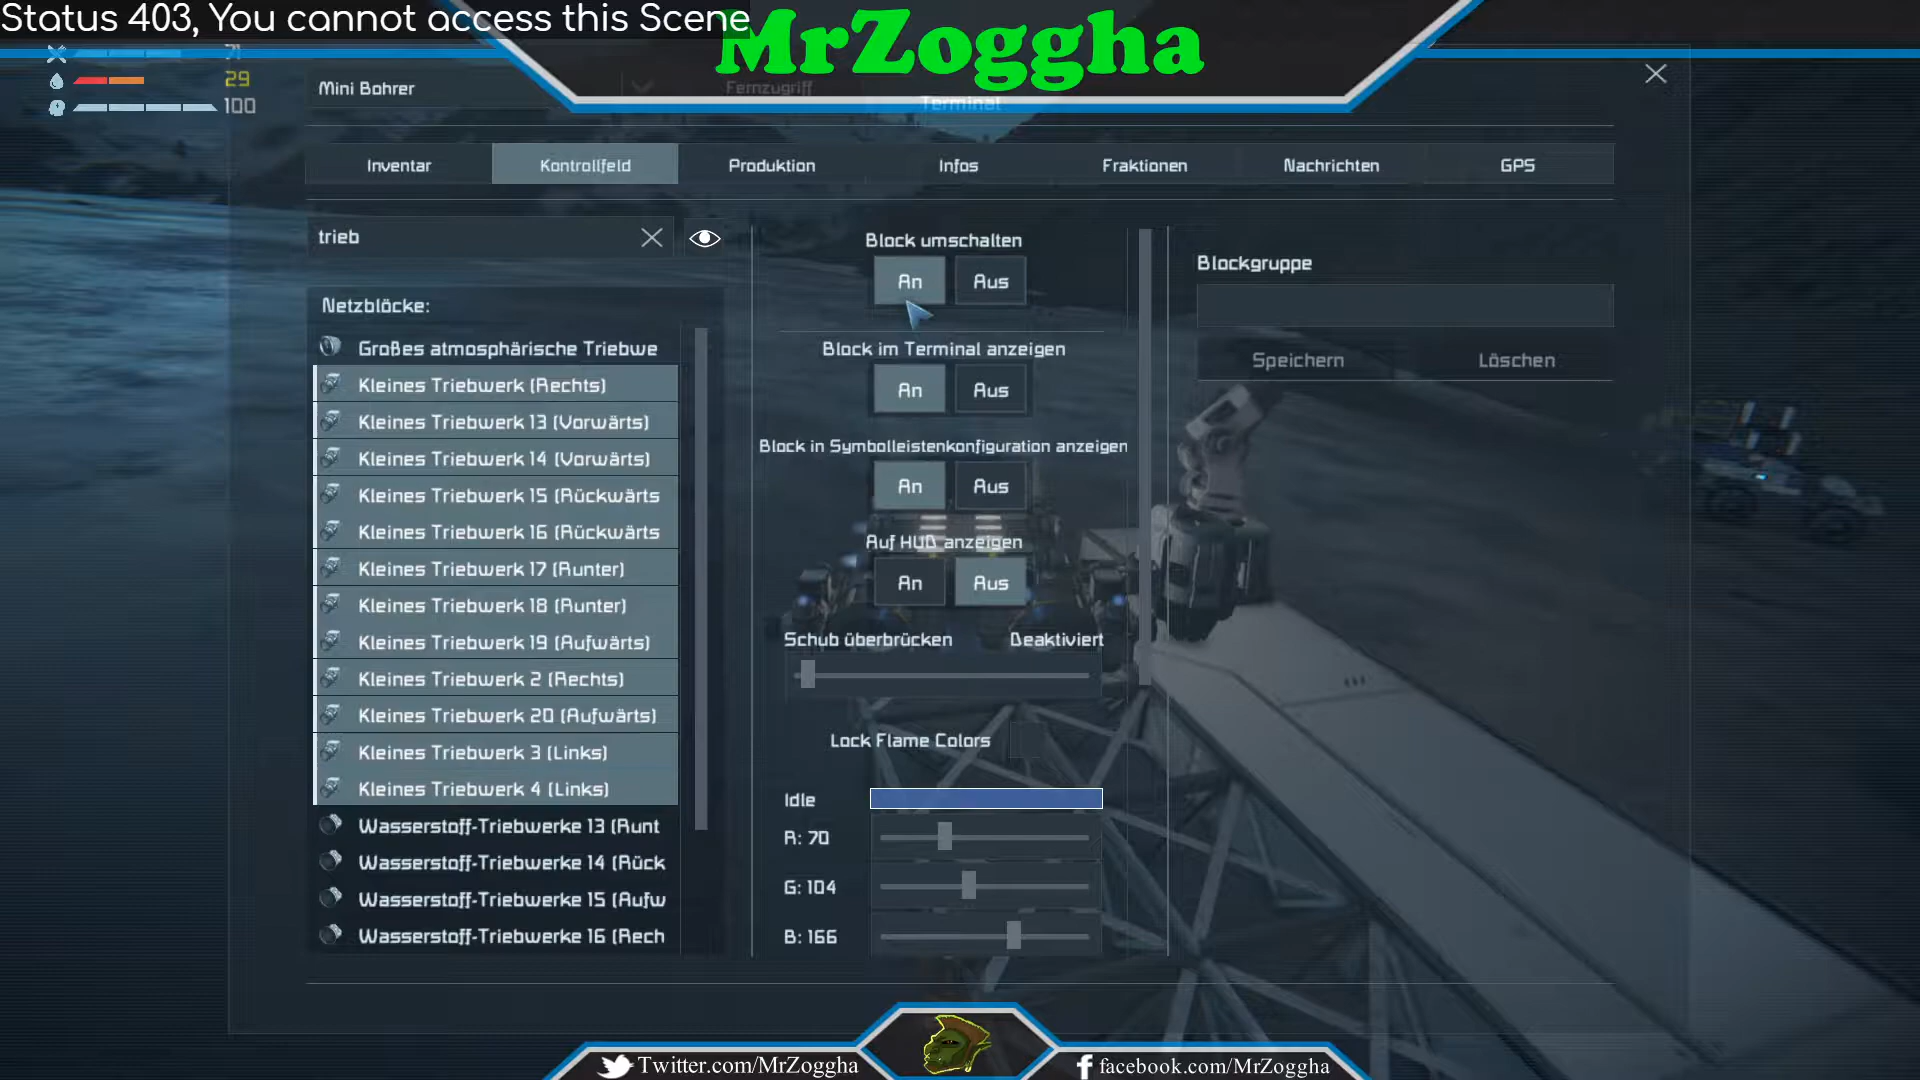 Status 403, You cannot access this Scene
MrZoggha
29
100
Mini Bohrer
Fernzugriff
Terminal
Inventar
Kontrollfeld
Produktion
Infos
Fraktionen
Nachrichten
GPS
trieb
Netzblöcke:
Großes atmosphärische Triebwe
Kleines Triebwerk (Rechts)
Kleines Triebwerk 13 (Vorwärts)
Kleines Triebwerk 14 (Vorwärts)
Kleines Triebwerk 15 (Rückwärts
Kleines Triebwerk 16 (Rückwärts
Kleines Triebwerk 17 (Runter)
Kleines Triebwerk 18 (Runter)
Kleines Triebwerk 19 (Aufwärts)
Kleines Triebwerk 2 (Rechts)
Kleines Triebwerk 20 (Aufwärts)
Kleines Triebwerk 3 (Links)
Kleines Triebwerk 4 (Links)
Wasserstoff-Triebwerke 13 (Runt
Wasserstoff-Triebwerke 14 (Rück
Wasserstoff-Triebwerke 15 (Aufw
Wasserstoff-Triebwerke 16 (Rech
Block umschalten
An Aus
Block im Terminal anzeigen
An Aus
Block in Symbolleistenkonfiguration anzeigen
An Aus
Auf HUD anzeigen
An Aus
Schub überbrücken Deaktiviert
Lock Flame Colors
Idle
R: 70
G: 104
B: 166
Blockgruppe
Speichern Löschen
Twitter.com/MrZoggha
facebook.com/MrZoggha